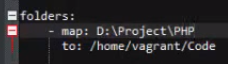 folders:
- map: D:\Project\PHP
to: /home/vagrant/Code